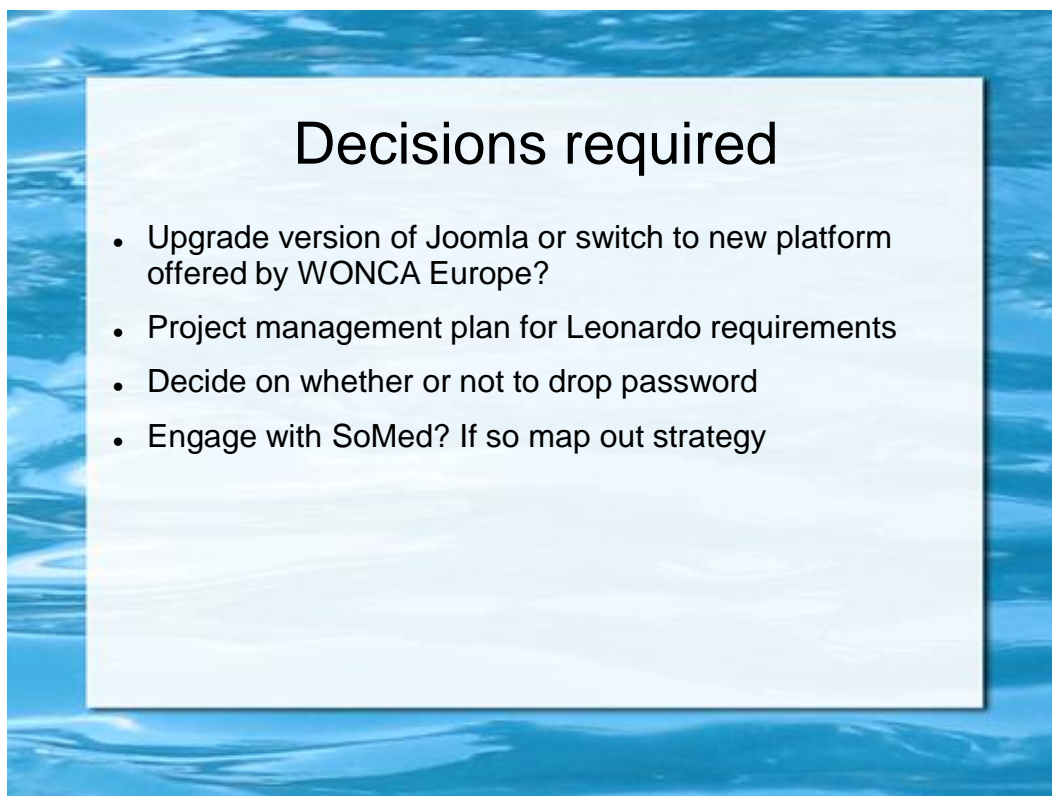 Decisions required
• Upgrade version of Joomla or switch to new platform
offered by WONCA Europe?
• Project management plan for Leonardo requirements
• Decide on whether or not to drop password
• Engage with SoMed? If so map out strategy